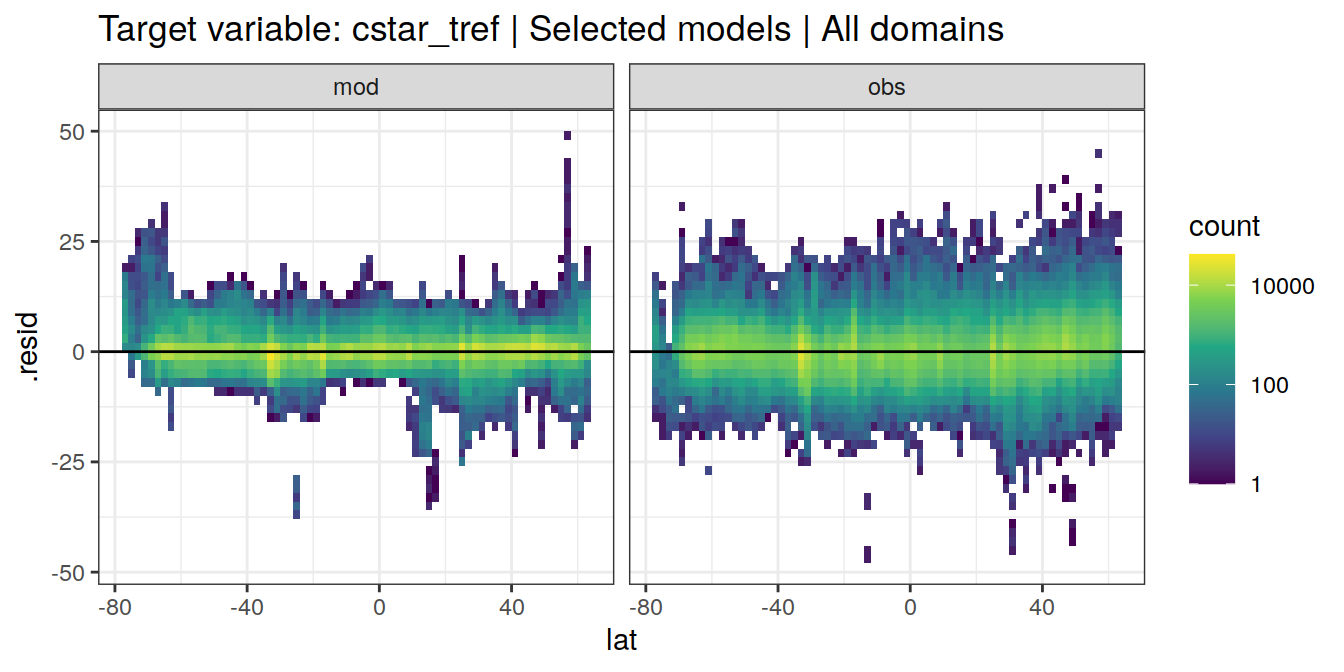 Target variable: cstar_tref | Selected models | All domains
mod
obs
.resid
50
25
0
-25
-50
-80
-40
0
40
-80
-40
0
40
lat
count
10000
100
1